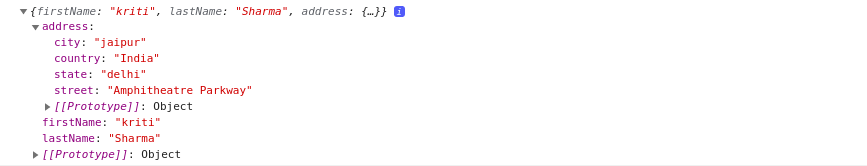 {firstName: "kriti", lastName: "Sharma", address: {…}} i
address:
city: "jaipur"
country: "India"
state: "delhi"
street: "Amphitheatre Parkway"
[[Prototype]]: Object
firstName: "kriti"
lastName: "Sharma"
[[Prototype]]: Object